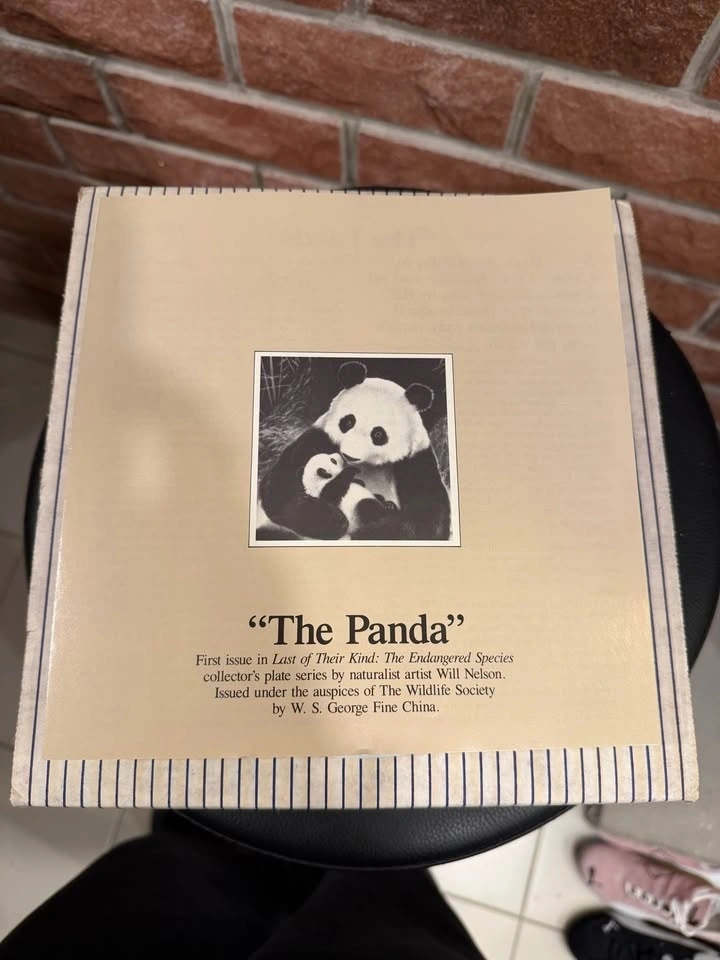 “The Panda”
First issue in Last of Their Kind: The Endangered Species
collector’s plate series by naturalist artist Will Nelson.
Issued under the auspices of The Wildlife Society
by W. S. George Fine China.